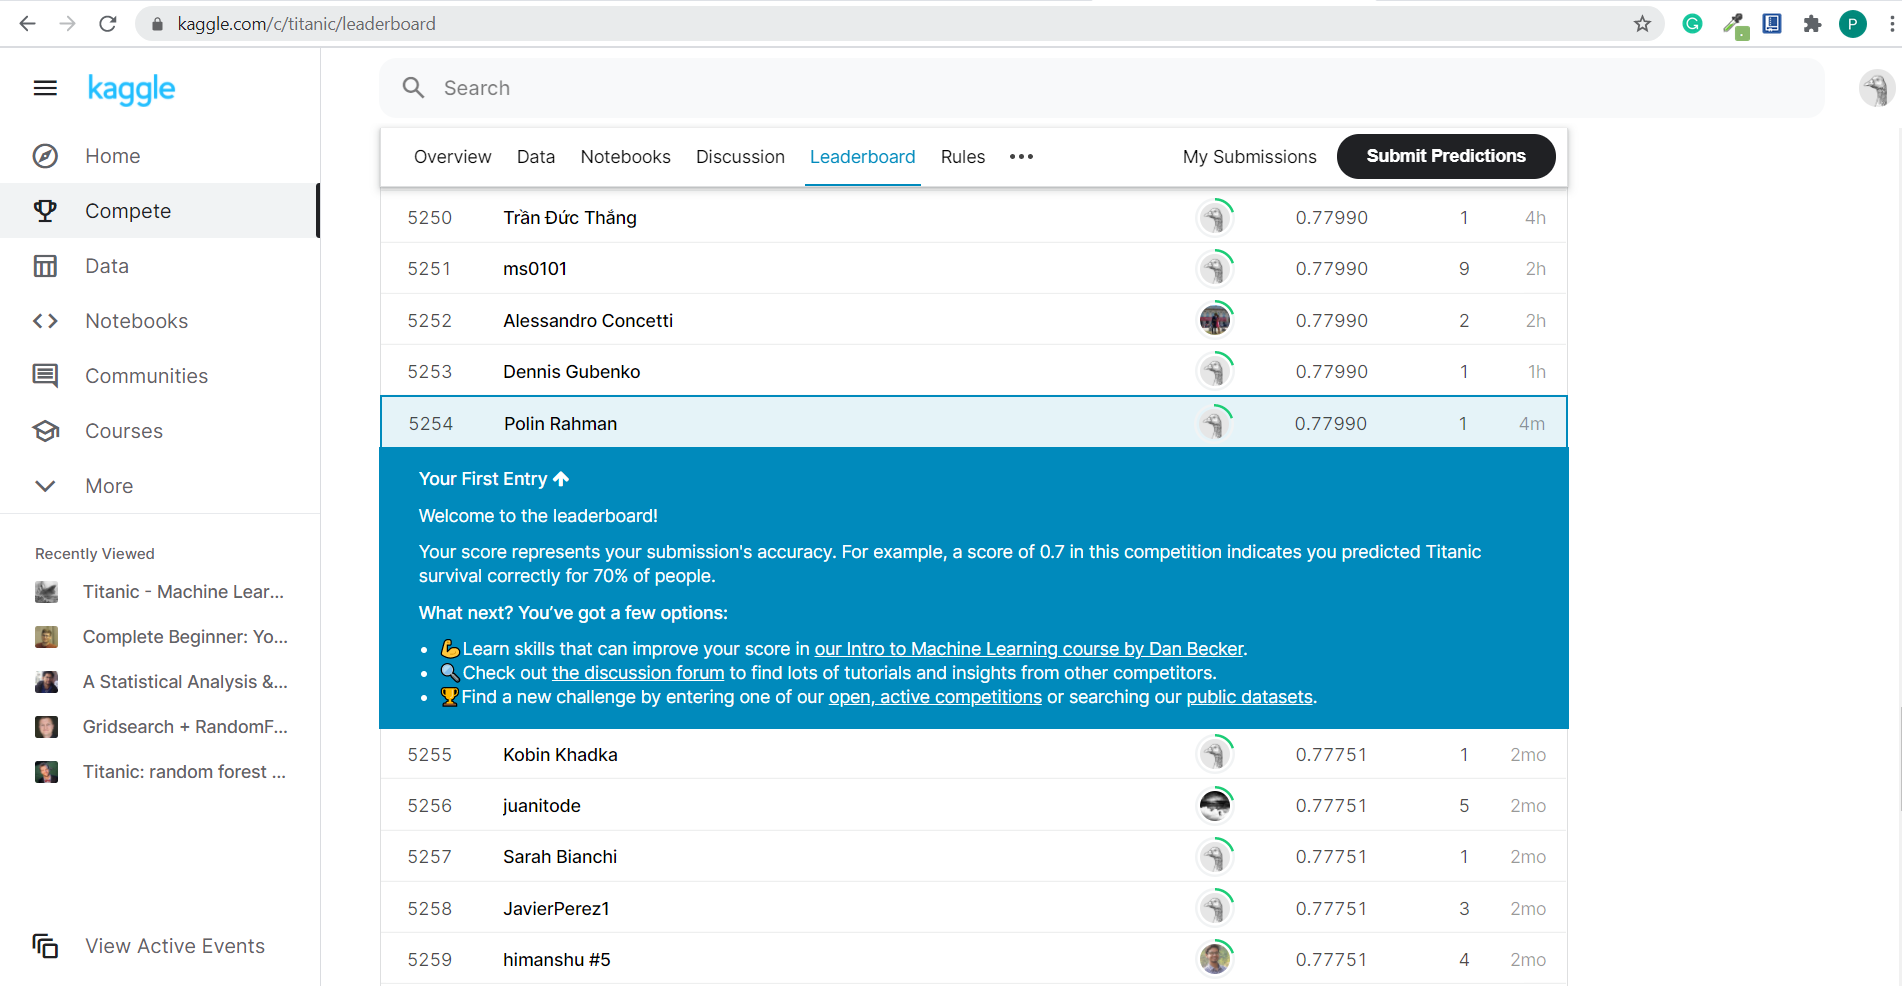 kaggle.com/c/titanic/leaderboard
P
kaggle
Search
Home
Compete
Data
Notebooks
Communities
Courses
More
Recently Viewed
Titanic - Machine Lear...
Complete Beginner: Yo...
A Statistical Analysis &...
Gridsearch + RandomF...
Titanic: random forest ...
View Active Events
Overview Data Notebooks Discussion Leaderboard Rules ••• My Submissions Submit Predictions
5250 Trần Đức Thắng 0.77990 1 4h
5251 ms0101 0.77990 9 2h
5252 Alessandro Concetti 0.77990 2 2h
5253 Dennis Gubenko 0.77990 1 1h
5254 Polin Rahman 0.77990 1 4m
Your First Entry ↑
Welcome to the leaderboard!
Your score represents your submission's accuracy. For example, a score of 0.7 in this competition indicates you predicted Titanic
survival correctly for 70% of people.
What next? You’ve got a few options:
• 💪Learn skills that can improve your score in our Intro to Machine Learning course by Dan Becker.
• 🔍Check out the discussion forum to find lots of tutorials and insights from other competitors.
• 🏆Find a new challenge by entering one of our open, active competitions or searching our public datasets.
5255 Kobin Khadka 0.77751 1 2mo
5256 juanitode 0.77751 5 2mo
5257 Sarah Bianchi 0.77751 1 2mo
5258 JavierPerez1 0.77751 3 2mo
5259 himanshu #5 0.77751 4 2mo